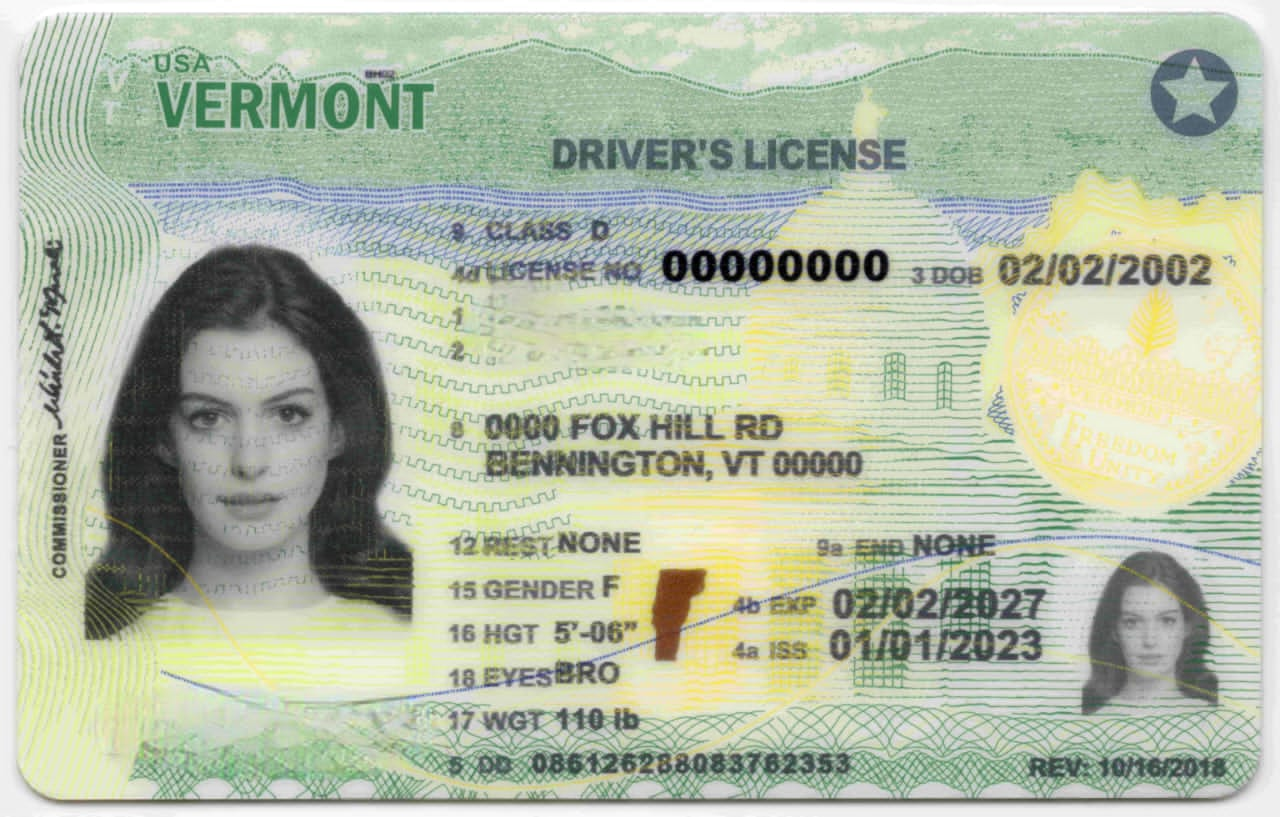 USA
VT
VERMONT
DRIVER'S LICENSE
9 CLASS D
4d LICENSE NO 00000000 3 DOB 02/02/2002
1
2
8 0000 FOX HILL RD
BENNINGTON, VT 00000
FREEDOM
UNITY
COMMISSIONER
12 REST NONE 9a END NONE
15 GENDER F
4b EXP 02/02/2027
16 HGT 5'-06”
4a ISS 01/01/2023
18 EYES BRO
17 WGT 110 lb
5 DD 086126288083762353
REV: 10/16/2018